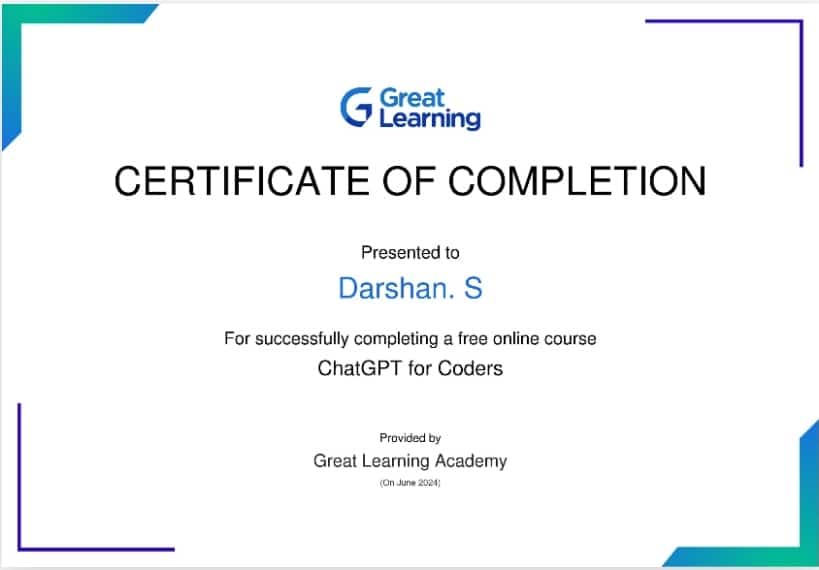 Great
Learning
CERTIFICATE OF COMPLETION
Presented to
Darshan. S
For successfully completing a free online course
ChatGPT for Coders
Provided by
Great Learning Academy
(On June 2024)